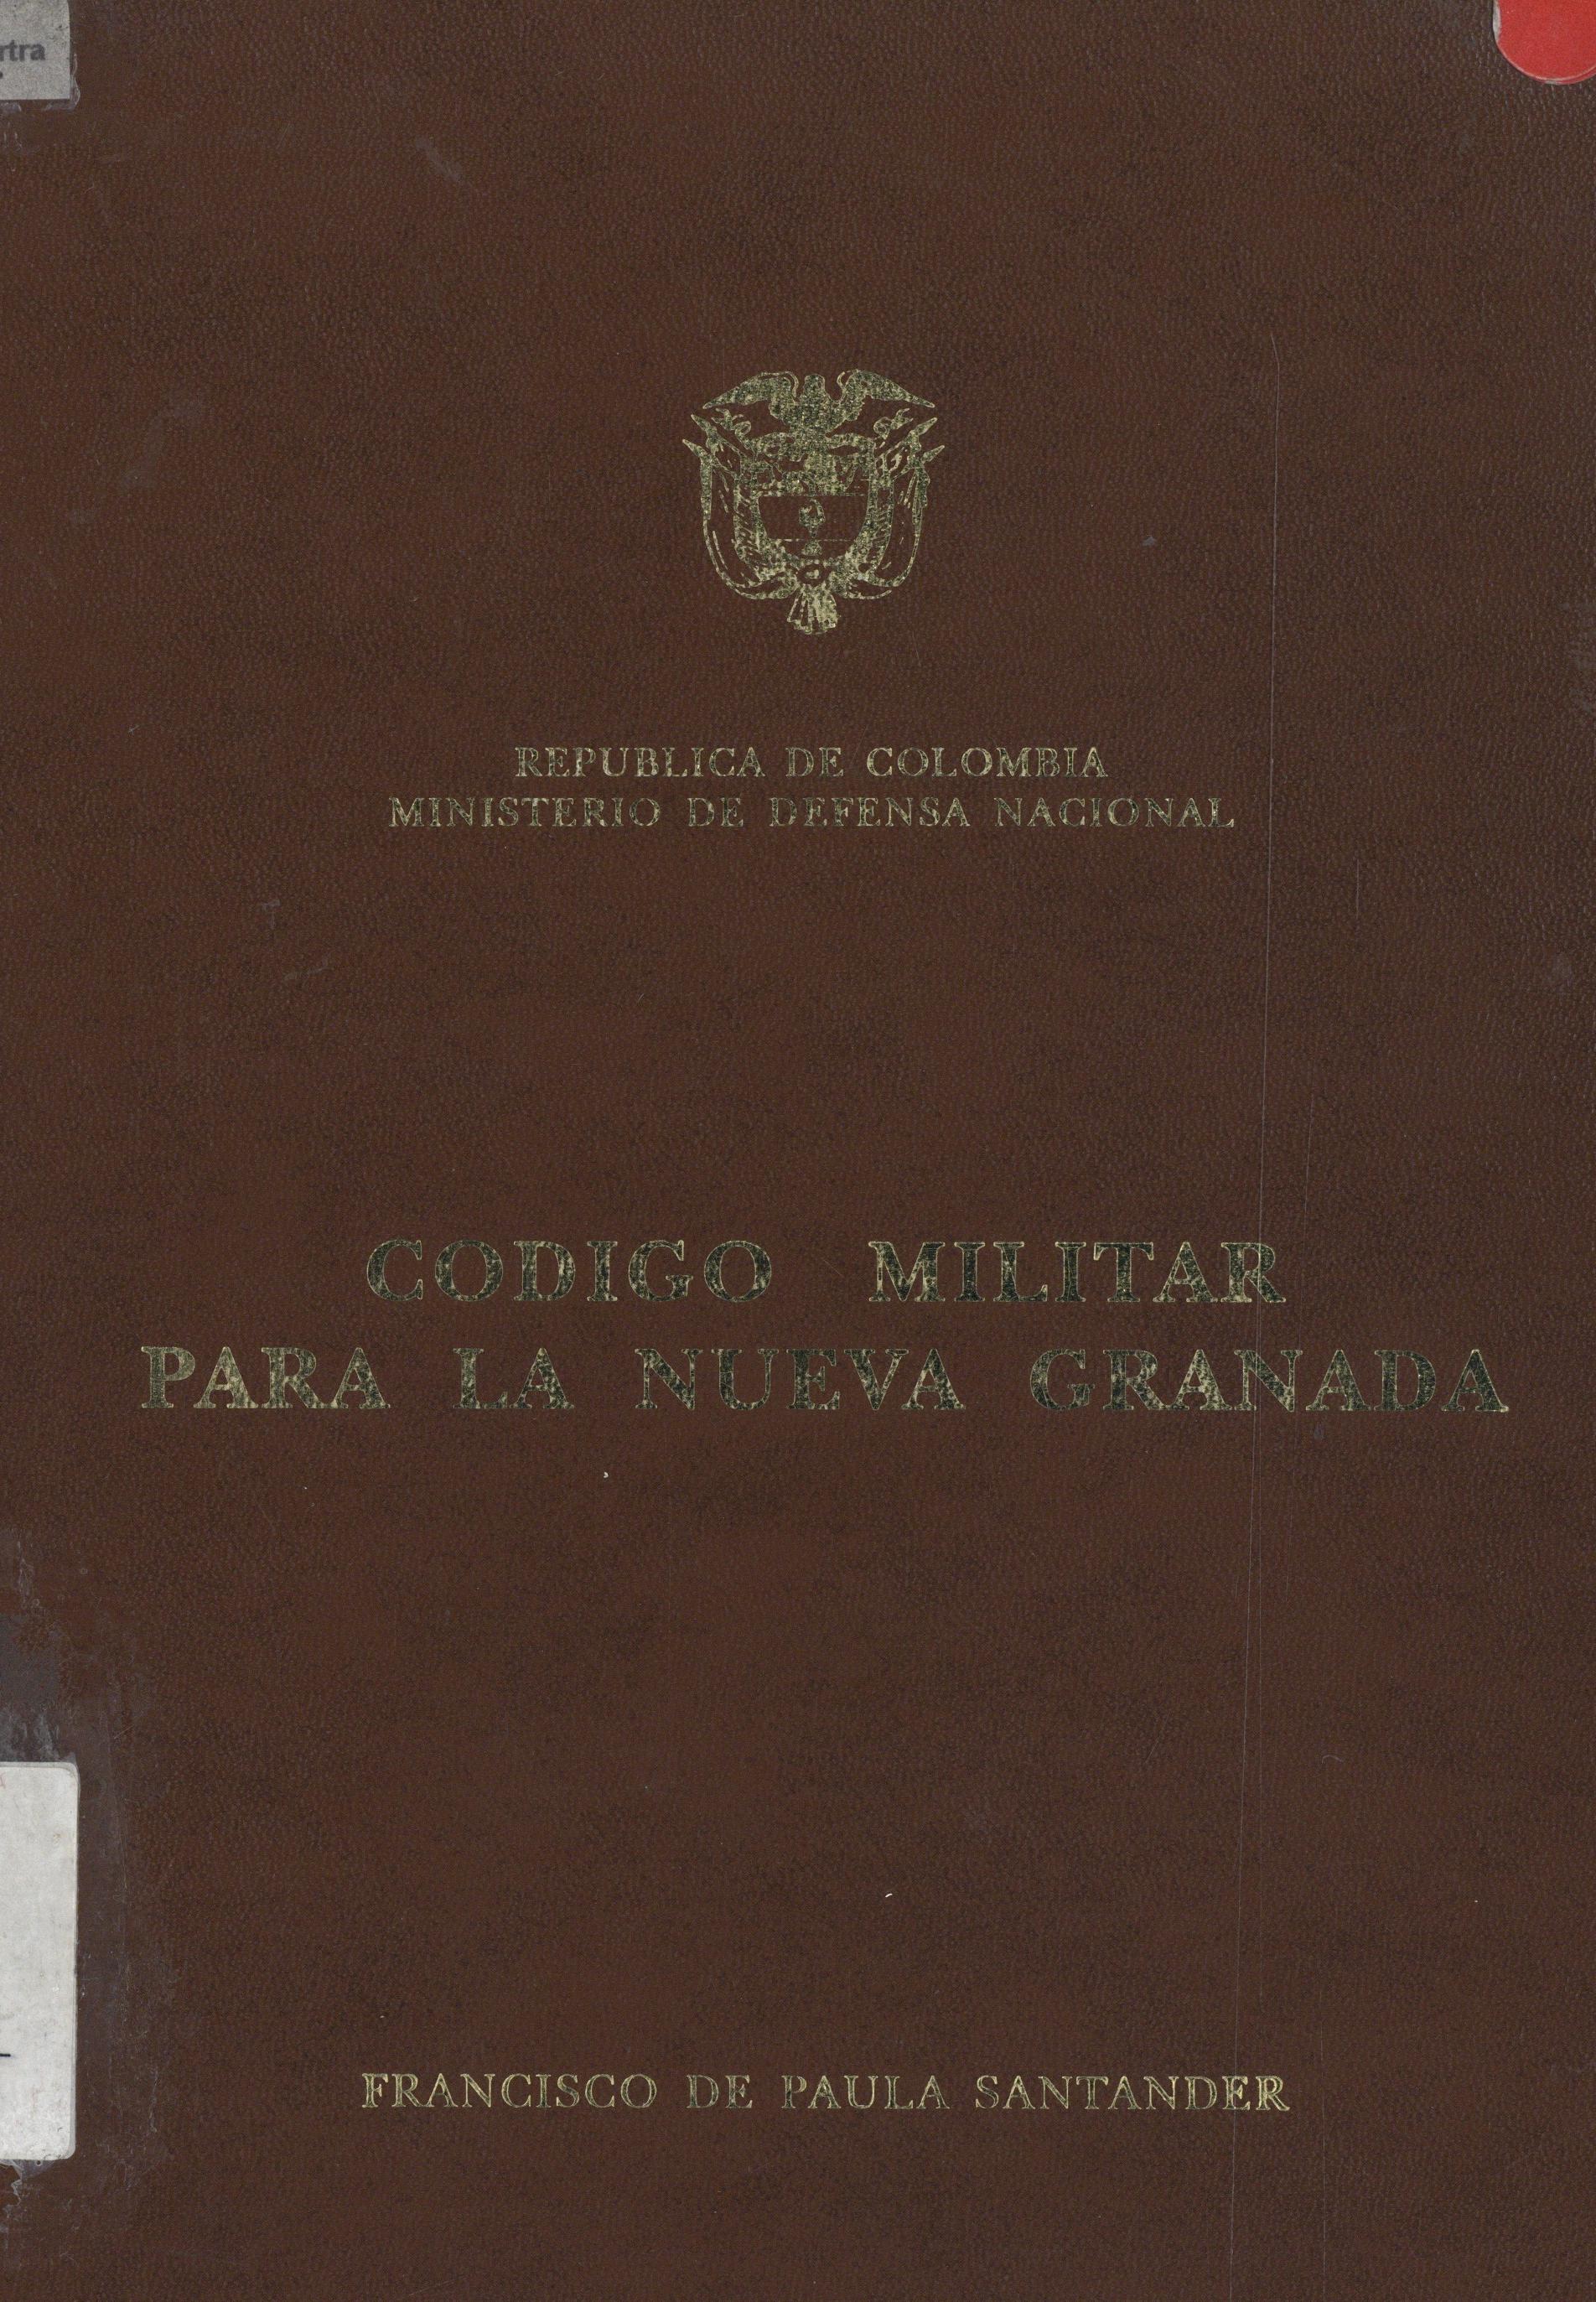 REPUBLICA DE COLOMBIA
MINISTERIO DE DEFENSA NACIONAL
CODIGO MILITAR
PARA LA NUEVA GRANADA
FRANCISCO DE PAULA SANTANDER